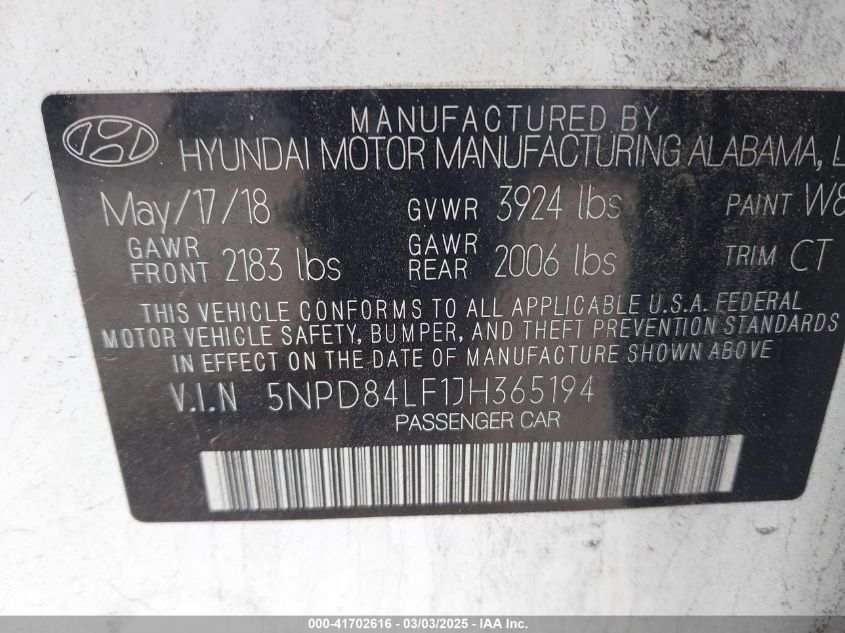 MANUFACTURED BY
HYUNDAI MOTOR MANUFACTURING ALABAMA, L
May/17/18 GVWR 3924 lbs PAINT W8
GAWR FRONT 2183 lbs GAWR REAR 2006 lbs TRIM CT
THIS VEHICLE CONFORMS TO ALL APPLICABLE U.S.A. FEDERAL
MOTOR VEHICLE SAFETY, BUMPER, AND THEFT PREVENTION STANDARDS
IN EFFECT ON THE DATE OF MANUFACTURE SHOWN ABOVE
V.I.N 5NPD84LF1JH365194
PASSENGER CAR
000-41702616 - 03/03/2025 - IAAI.com